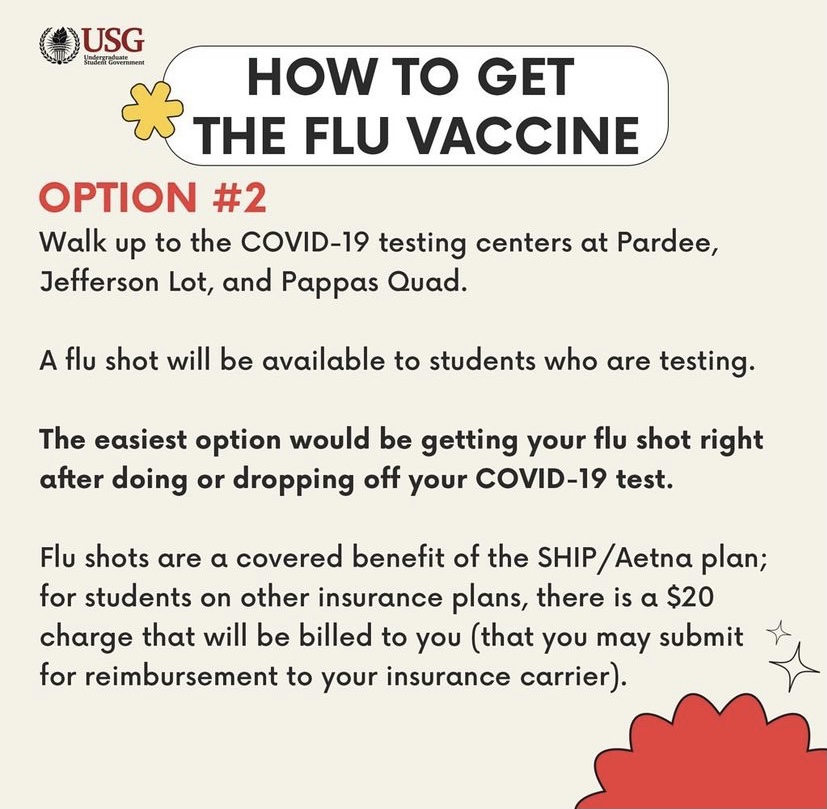 USG
Undergraduate
Student Government
HOW TO GET
THE FLU VACCINE
OPTION #2
Walk up to the COVID-19 testing centers at Pardee,
Jefferson Lot, and Pappas Quad.
A flu shot will be available to students who are testing.
The easiest option would be getting your flu shot right
after doing or dropping off your COVID-19 test.
Flu shots are a covered benefit of the SHIP/Aetna plan;
for students on other insurance plans, there is a $20
charge that will be billed to you (that you may submit
for reimbursement to your insurance carrier).